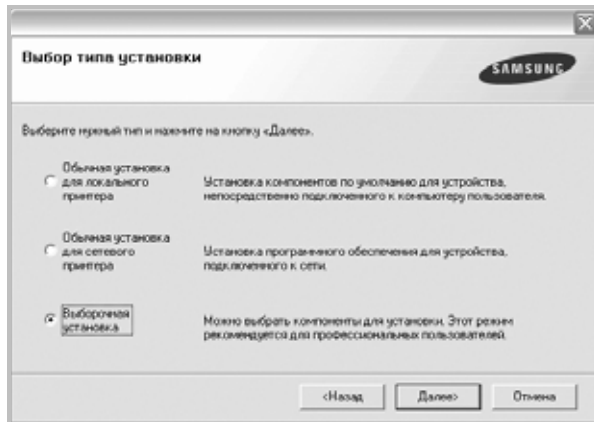 Выбор типа установки
SAMSUNG
Выберите нужный тип и нажмите на кнопку «Далее».
Обычная установка
для локального
принтера
Установка компонентов по умолчанию для устройства,
непосредственно подключенного к компьютеру пользователя.
Обычная установка
для сетевого
принтера
Установка программного обеспечения для устройства,
подключенного к сети.
Выборочная
установка
Можно выбрать компоненты для установки. Этот режим
рекомендуется для профессиональных пользователей.
<Назад
Далее>
Отмена